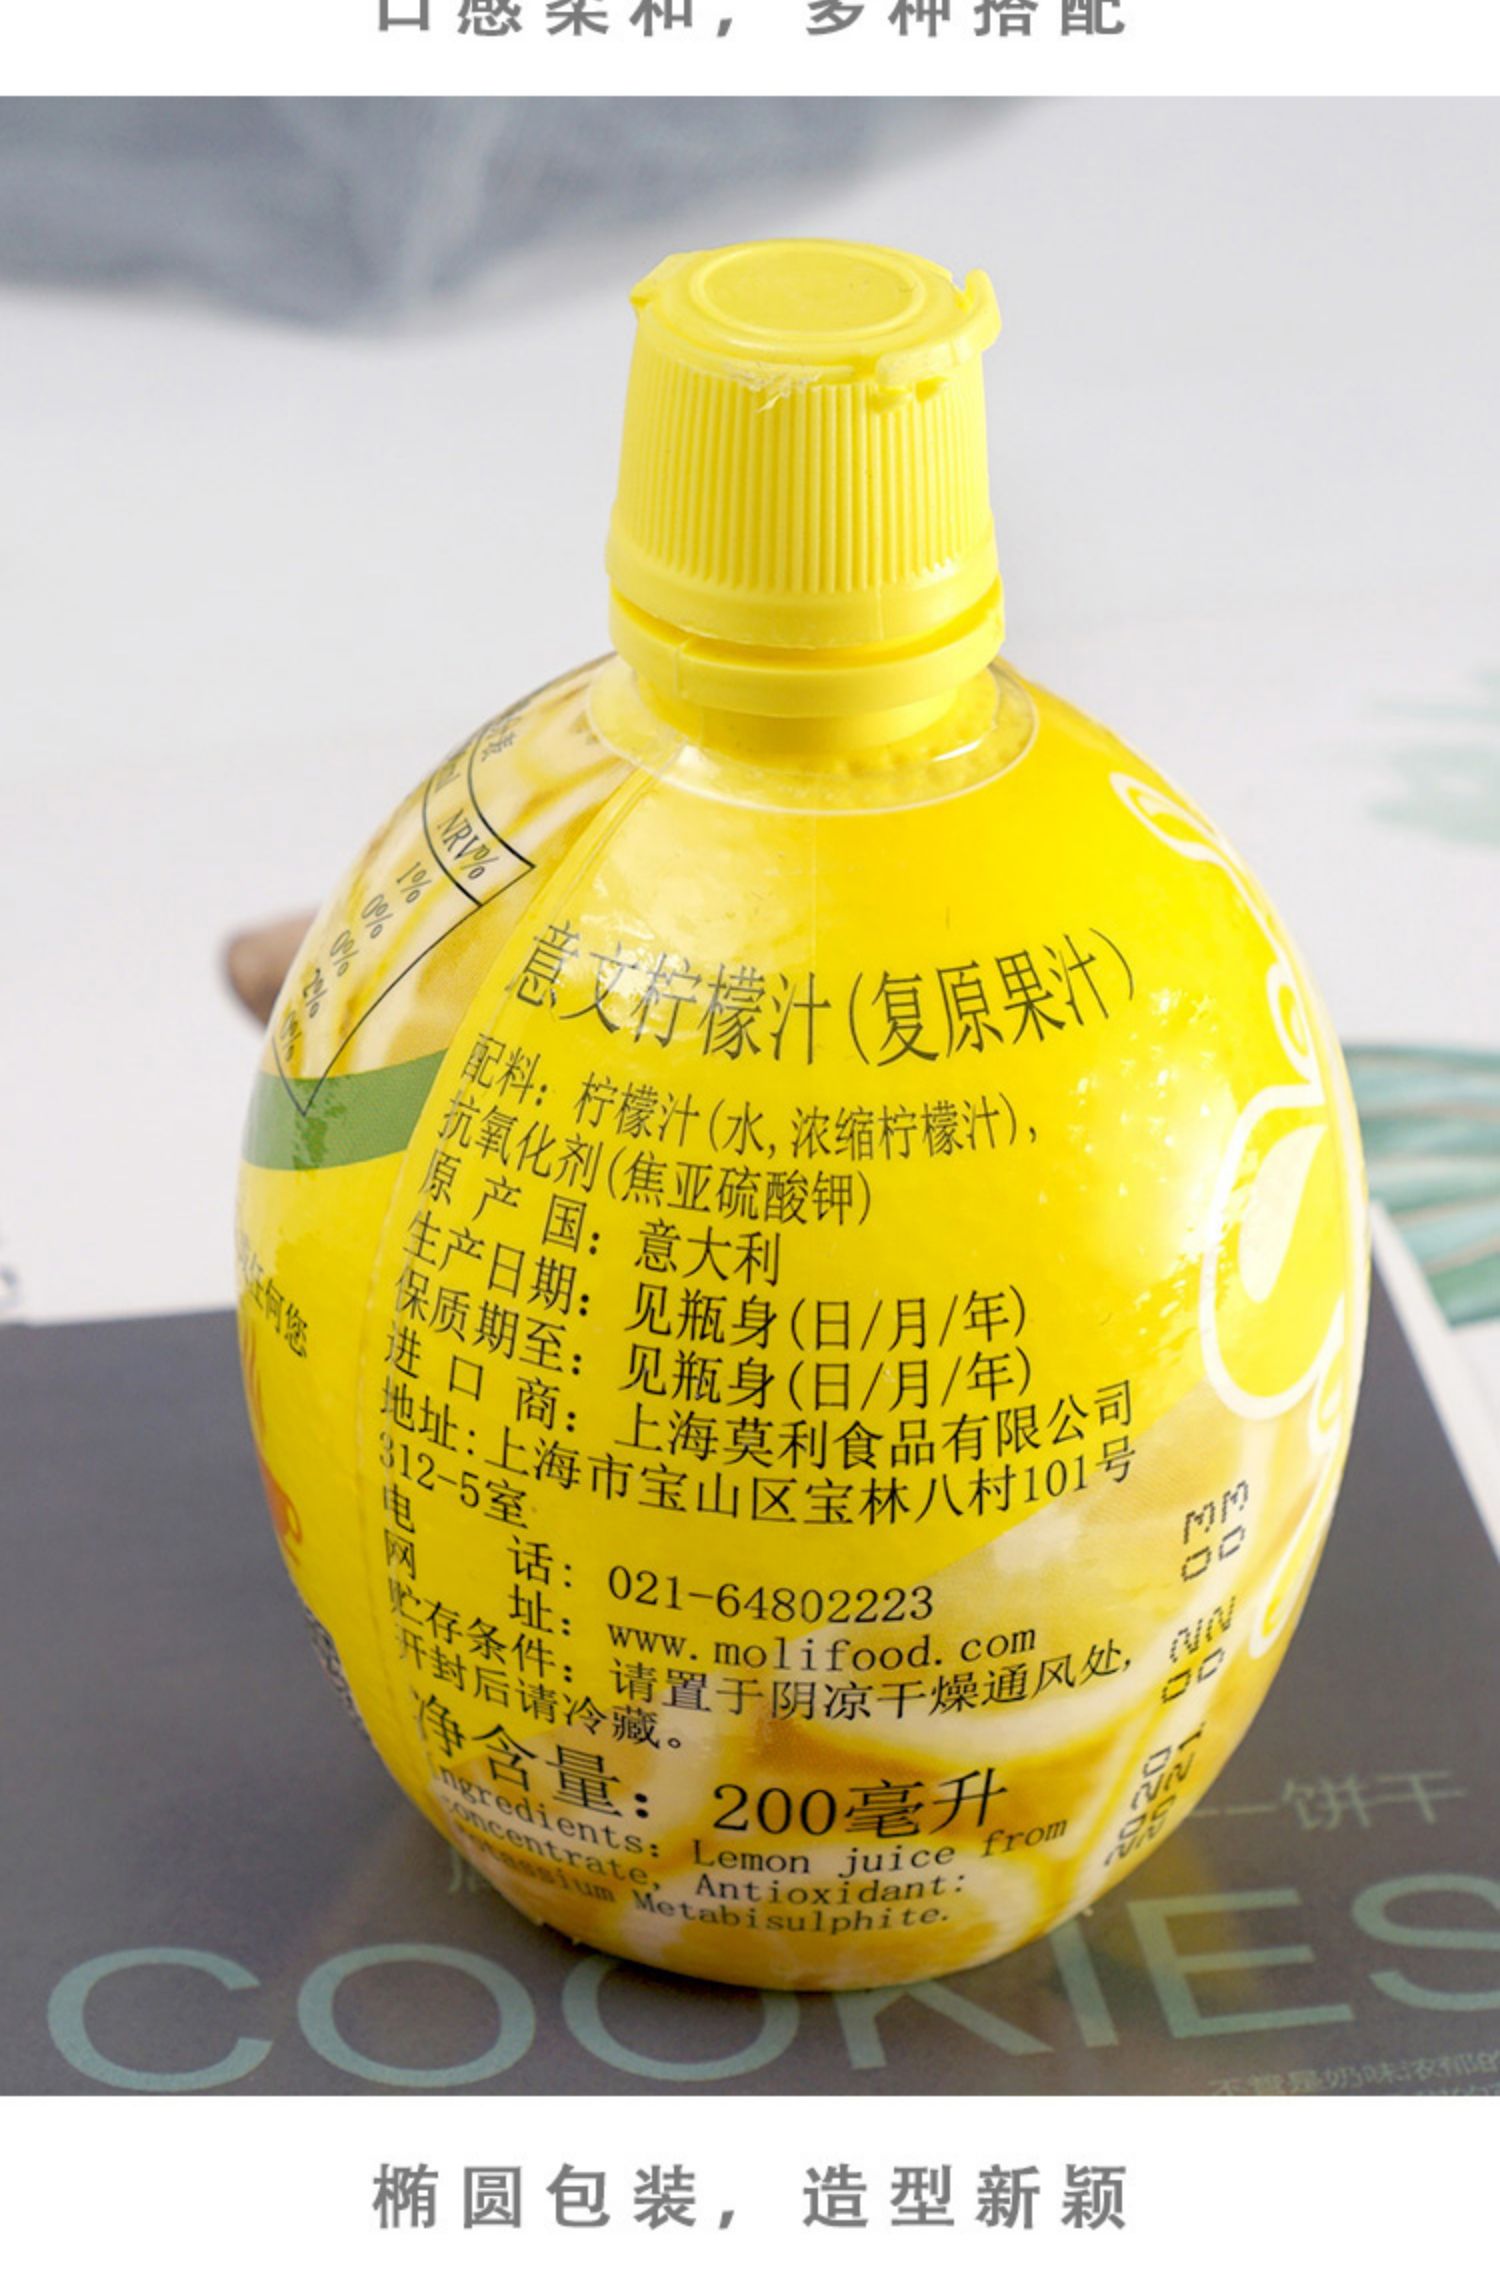 口感柔和，多种搭配
NRV%
1%
0%
0%
2%
0%
任何您
意文柠檬汁(复原果汁)
配料：柠檬汁(水,浓缩柠檬汁),
抗氧化剂(焦亚硫酸钾)
原产国：意大利
生产日期：见瓶身(日/月/年)
保质期至：见瓶身(日/月/年)
进口商：上海莫利食品有限公司
地址:上海市宝山区宝林八村101号
312-5室
电话：021-64802223
网址：www.molifood.com
贮存条件：请置于阴凉干燥通风处,
开封后请冷藏。
净含量：200毫升
Ingredients: Lemon juice from
concentrate, Antioxidant:
Potassium Metabisulphite.
03 03 20 20
饼干
COOKIES
椭圆包装，造型新颖